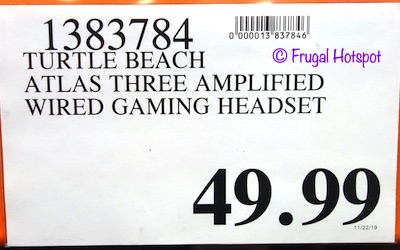 1383784
0 000013 837846
TURTLE BEACH
© Frugal Hotspot
ATLAS THREE AMPLIFIED
WIRED GAMING HEADSET
49.99
11/22/19